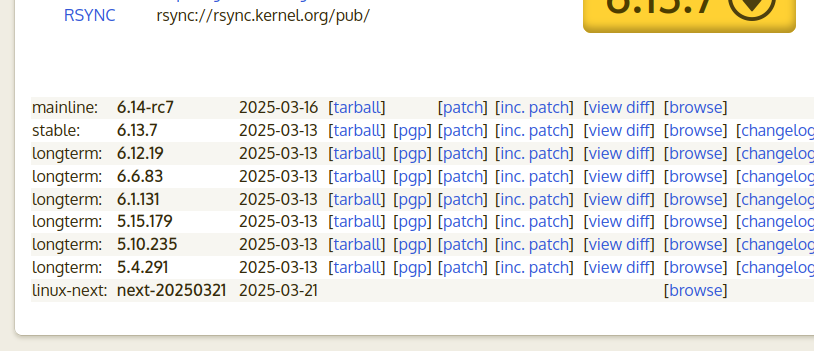 RSYNC rsync://rsync.kernel.org/pub/
6.13.7
mainline: 6.14-rc7 2025-03-16 [tarball] [patch] [inc. patch] [view diff] [browse]
stable: 6.13.7 2025-03-13 [tarball] [pgp] [patch] [inc. patch] [view diff] [browse] [changelog
longterm: 6.12.19 2025-03-13 [tarball] [pgp] [patch] [inc. patch] [view diff] [browse] [changelog
longterm: 6.6.83 2025-03-13 [tarball] [pgp] [patch] [inc. patch] [view diff] [browse] [changelog
longterm: 6.1.131 2025-03-13 [tarball] [pgp] [patch] [inc. patch] [view diff] [browse] [changelog
longterm: 5.15.179 2025-03-13 [tarball] [pgp] [patch] [inc. patch] [view diff] [browse] [changelog
longterm: 5.10.235 2025-03-13 [tarball] [pgp] [patch] [inc. patch] [view diff] [browse] [changelog
longterm: 5.4.291 2025-03-13 [tarball] [pgp] [patch] [inc. patch] [view diff] [browse] [changelog
linux-next: next-20250321 2025-03-21 [browse]